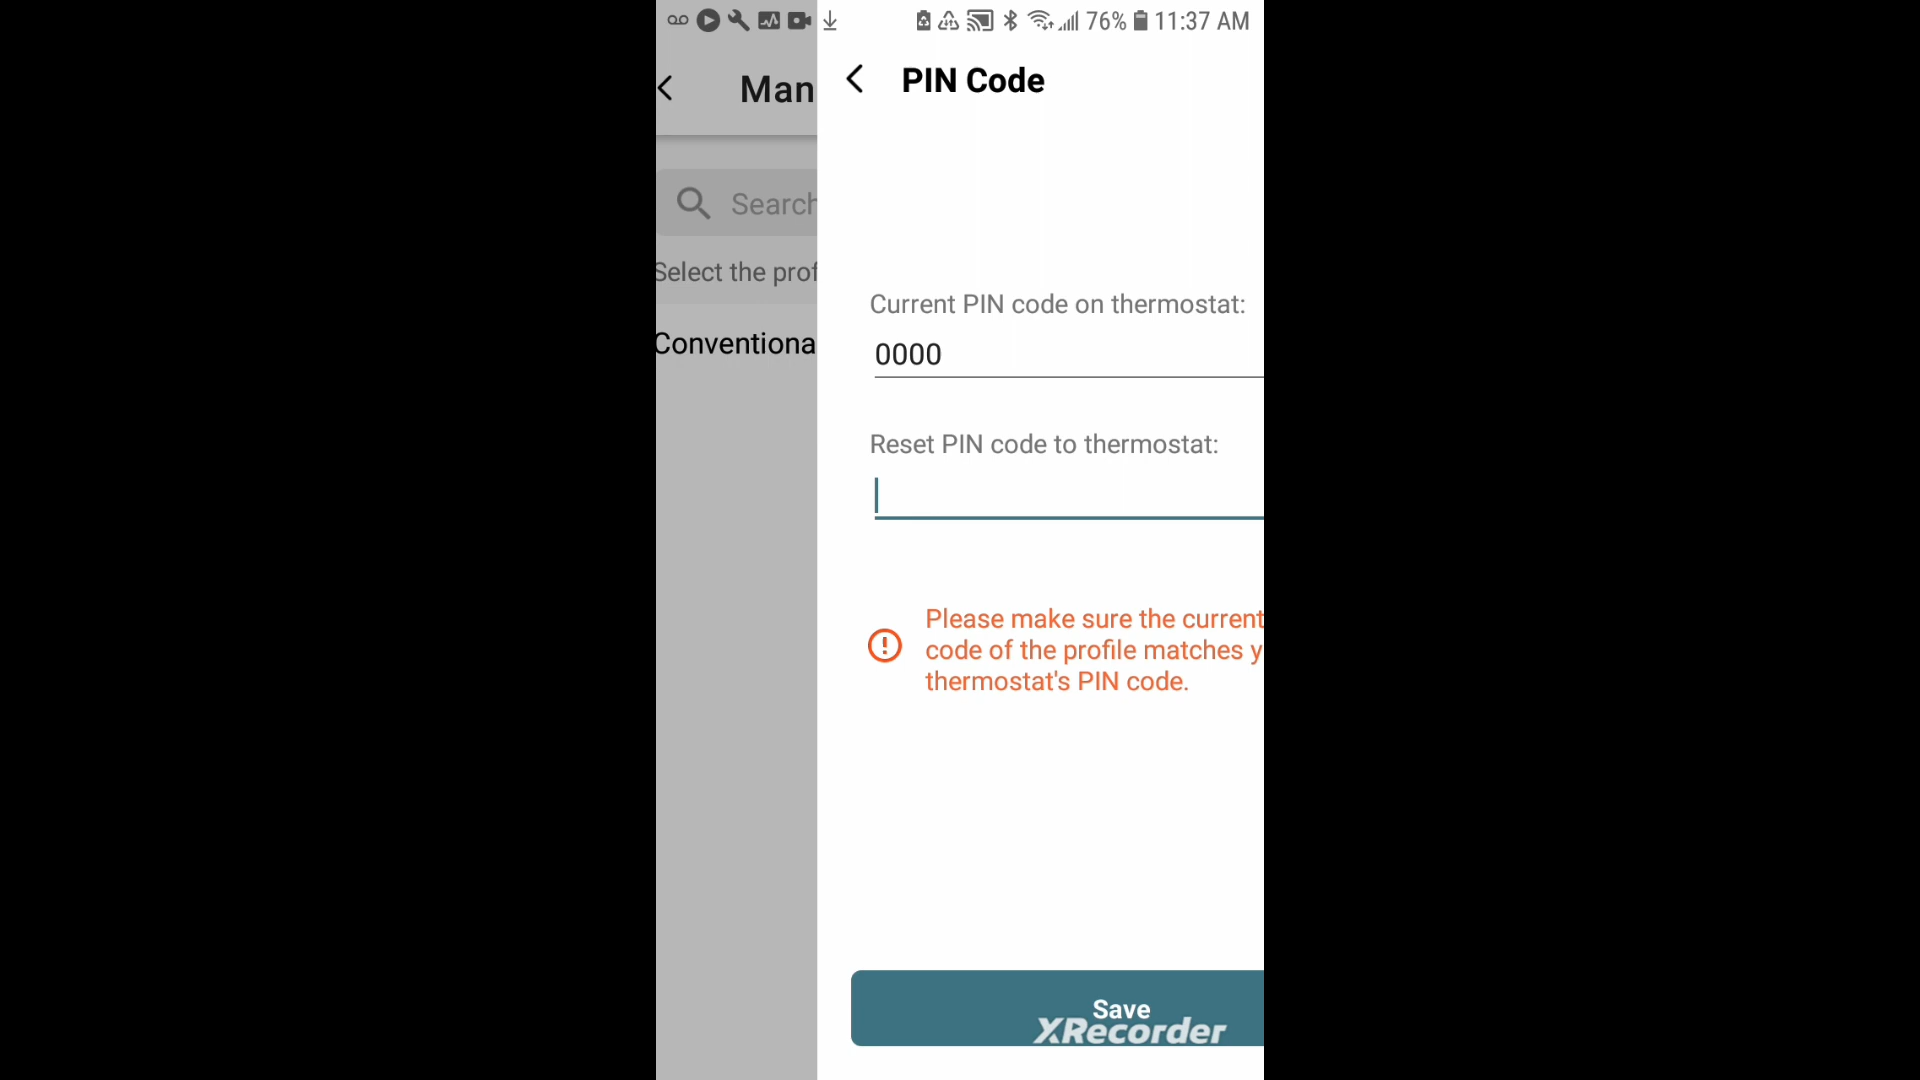 76% 11:37 AM
Man
PIN Code
Search
Select the prof
Conventiona
Current PIN code on thermostat:
0000
Reset PIN code to thermostat:
Please make sure the current
code of the profile matches y
thermostat's PIN code.
Save
XRecorder